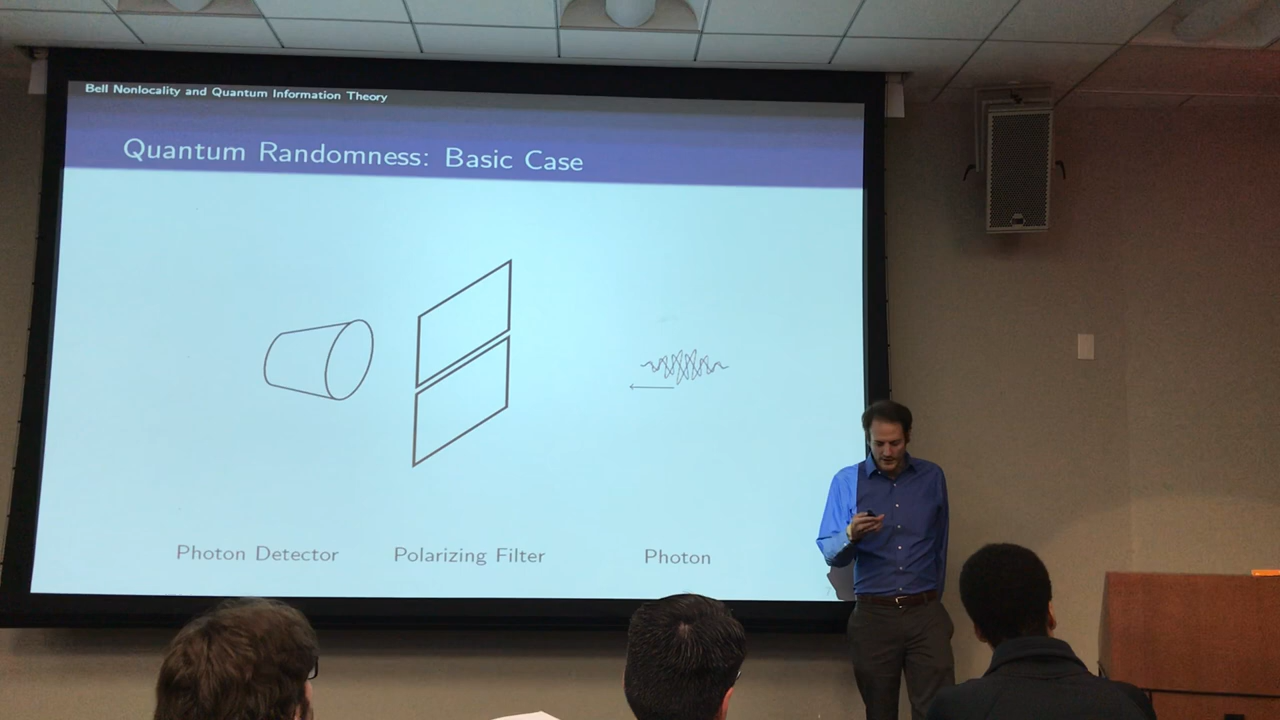 Bell Nonlocality and Quantum Information Theory
Quantum Randomness: Basic Case
Photon Detector
Polarizing Filter
Photon